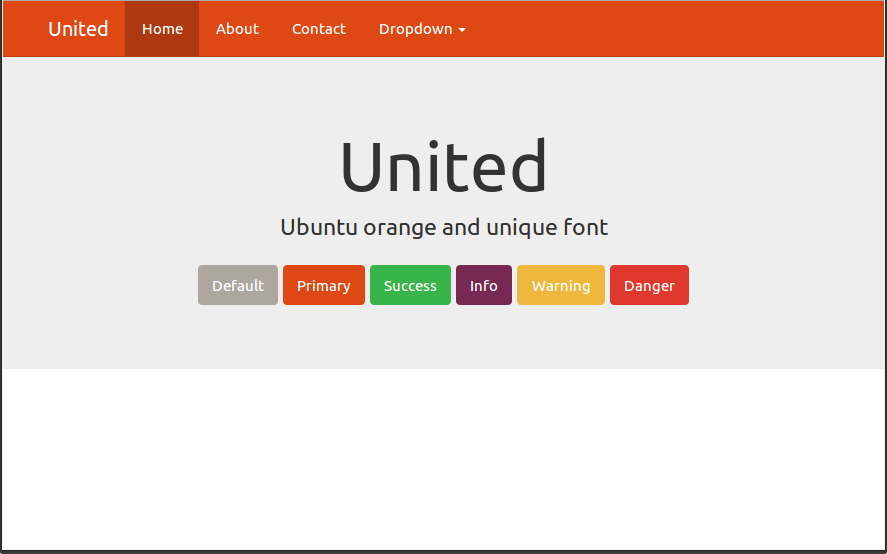 United Home About Contact Dropdown
United
Ubuntu orange and unique font
Default Primary Success Info Warning Danger